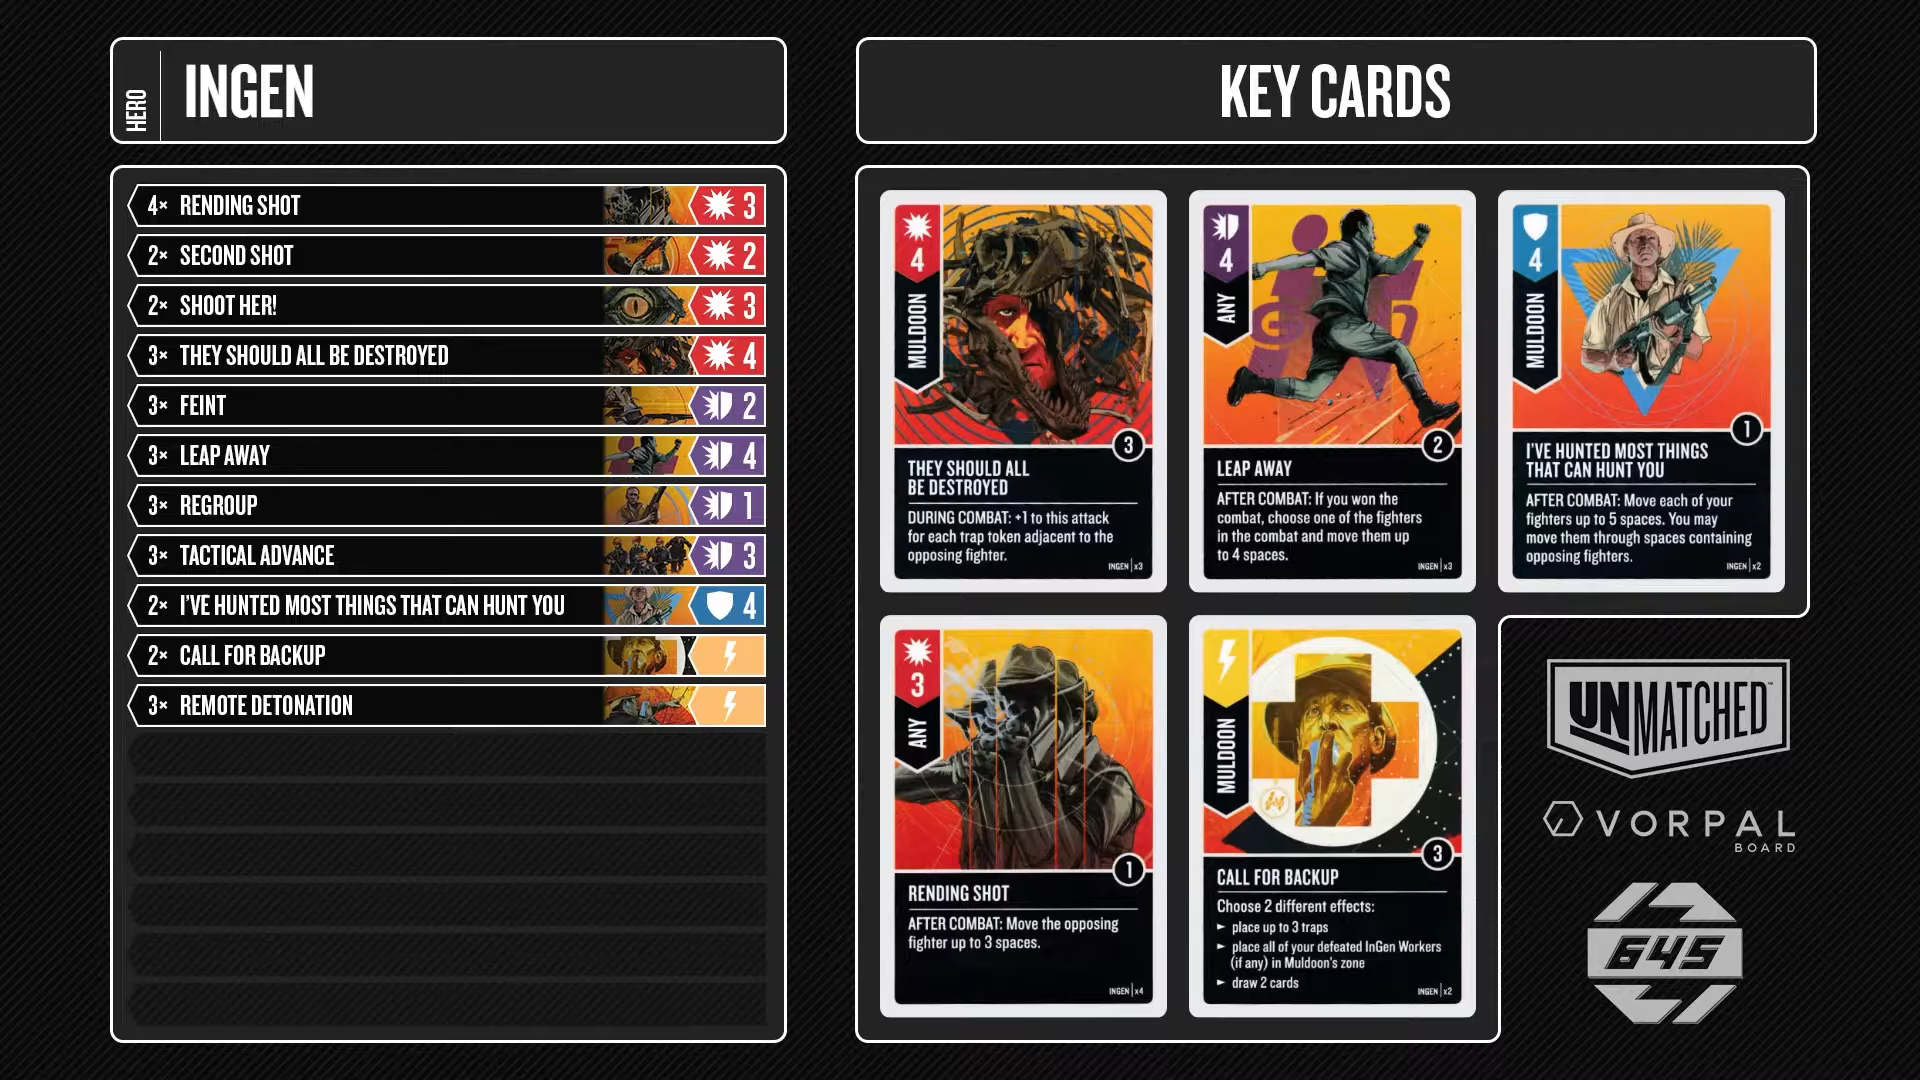 HERO
INGEN
KEY CARDS
4× RENDING SHOT 3
2× SECOND SHOT 2
2× SHOOT HER! 3
3× THEY SHOULD ALL BE DESTROYED 4
3× FEINT 2
3× LEAP AWAY 4
3× REGROUP 1
3× TACTICAL ADVANCE 3
2× I'VE HUNTED MOST THINGS THAT CAN HUNT YOU 4
2× CALL FOR BACKUP
3× REMOTE DETONATION
4
MULDOON
3
THEY SHOULD ALL
BE DESTROYED
DURING COMBAT: +1 to this attack
for each trap token adjacent to the
opposing fighter.
INGEN | x3
4
ANY
2
LEAP AWAY
AFTER COMBAT: If you won the
combat, choose one of the fighters
in the combat and move them up
to 4 spaces.
INGEN | x3
4
MULDOON
1
I'VE HUNTED MOST THINGS
THAT CAN HUNT YOU
AFTER COMBAT: Move each of your
fighters up to 5 spaces. You may
move them through spaces containing
opposing fighters.
INGEN | x2
3
ANY
1
RENDING SHOT
AFTER COMBAT: Move the opposing
fighter up to 3 spaces.
INGEN | x4
MULDOON
3
CALL FOR BACKUP
Choose 2 different effects:
► place up to 3 traps
► place all of your defeated InGen Workers
(if any) in Muldoon's zone
► draw 2 cards
INGEN | x2
UNMATCHED™
VORPAL
BOARD
645